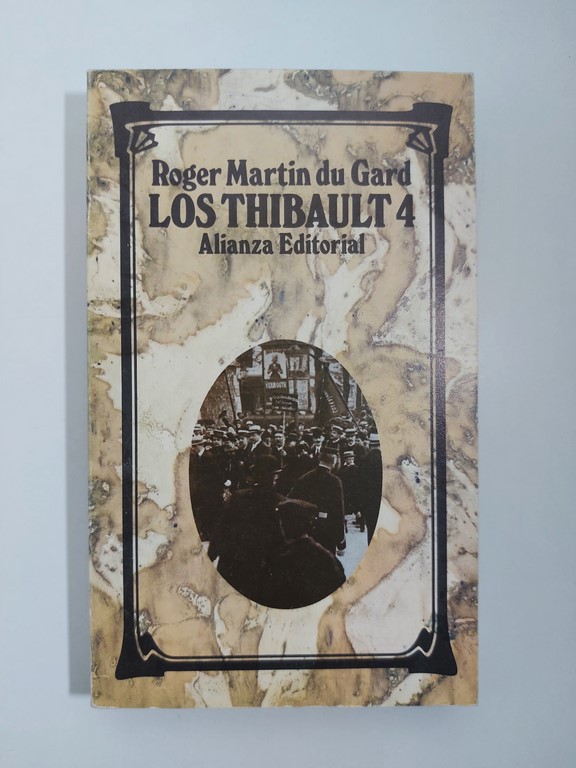 Roger Martin du Gard
LOS THIBAULT 4
Alianza Editorial